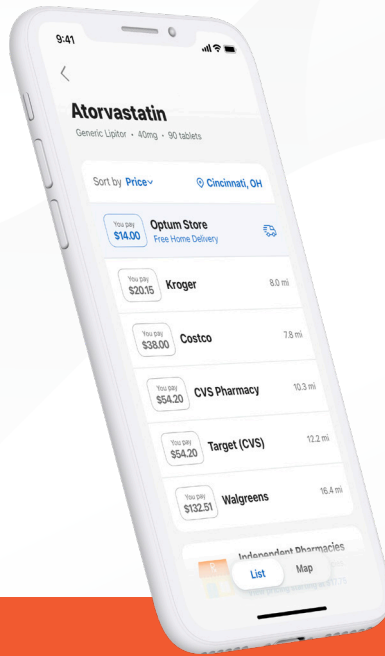 9:41
Atorvastatin
Generic Lipitor • 40mg • 90 tablets
Sort by Price
Cincinnati, OH
You pay
$14.00
Optum Store
Free Home Delivery
You pay
$20.15
Kroger
8.0 mi
You pay
$38.00
Costco
7.8 mi
You pay
$54.20
CVS Pharmacy
10.3 mi
You pay
$54.20
Target (CVS)
12.2 mi
You pay
$132.51
Walgreens
16.4 mi
Independent Pharmacies
List
Map